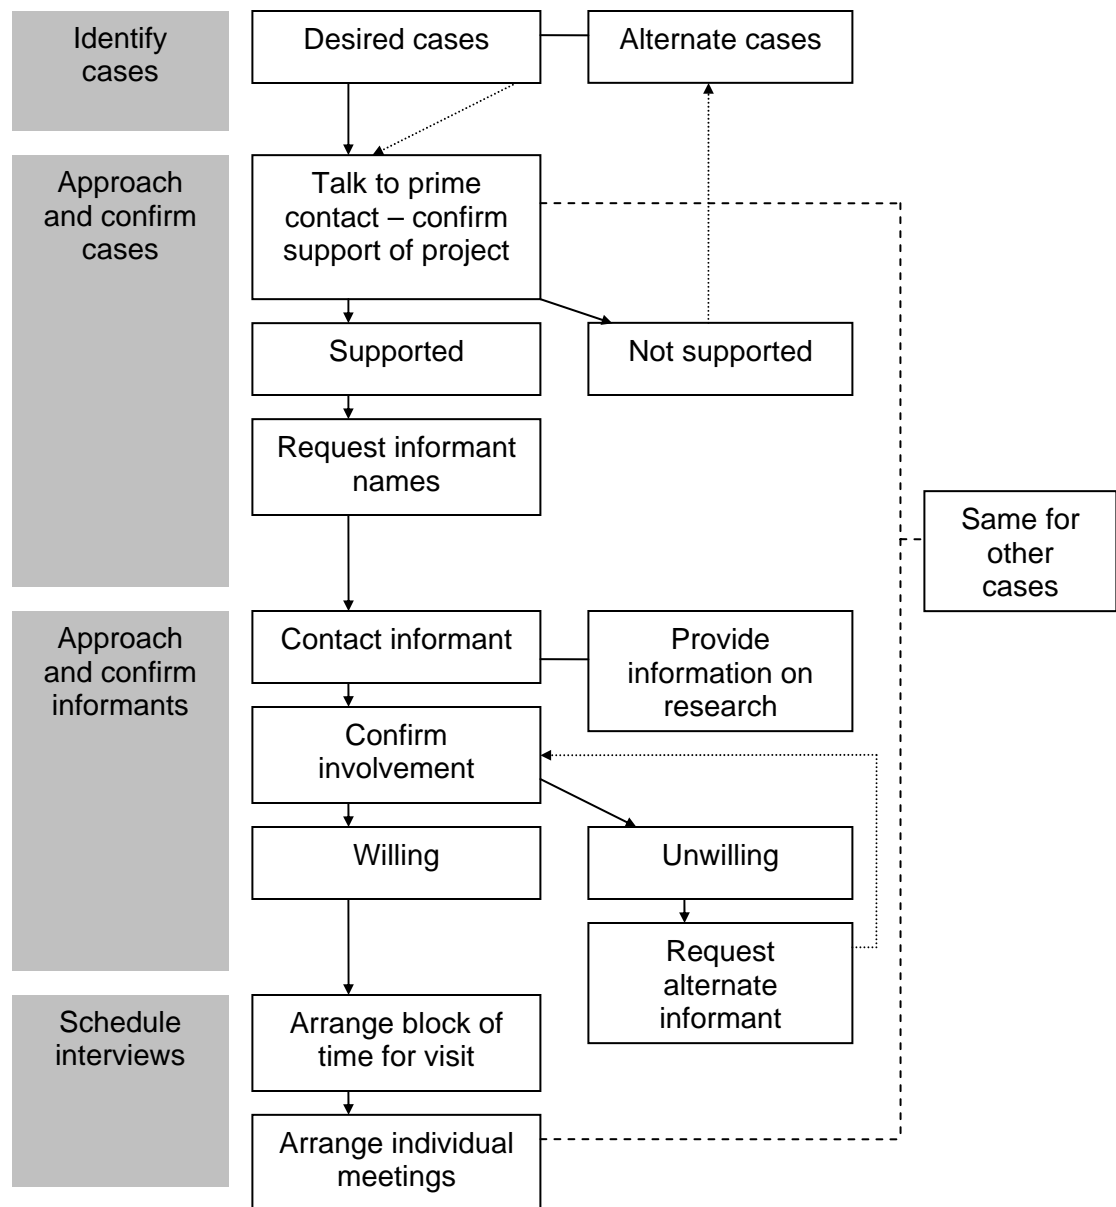 Identify
cases
Desired cases
Alternate cases
Approach
and confirm
cases
Talk to prime
contact – confirm
support of project
Supported
Not supported
Request informant
names
Same for
other
cases
Approach
and confirm
informants
Contact informant
Provide
information on
research
Confirm
involvement
Willing
Unwilling
Request
alternate
informant
Schedule
interviews
Arrange block of
time for visit
Arrange individual
meetings